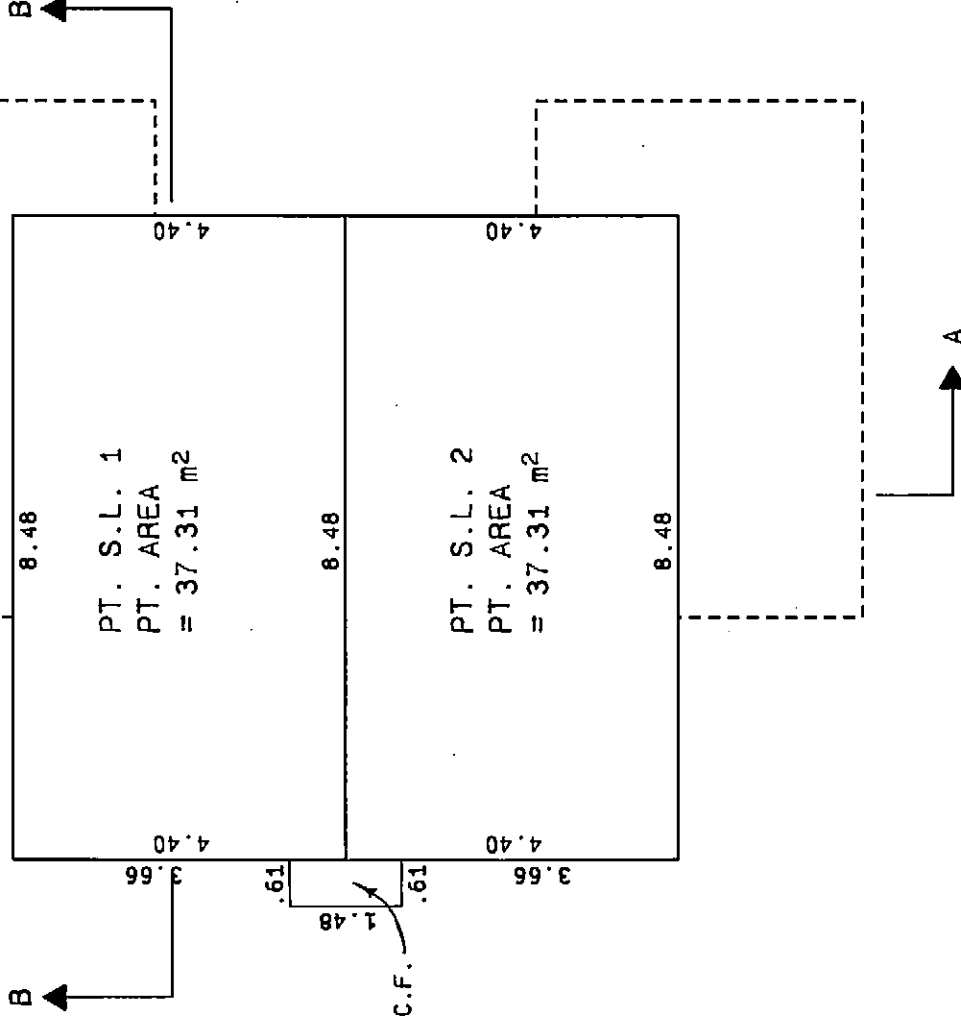 B
8.48
4.40
PT. S.L. 1
PT. AREA
= 37.31 m²
4.40
3.66
B
8.48
.61
1.48
.61
C.F.
4.40
PT. S.L. 2
PT. AREA
= 37.31 m²
4.40
3.66
8.48
A